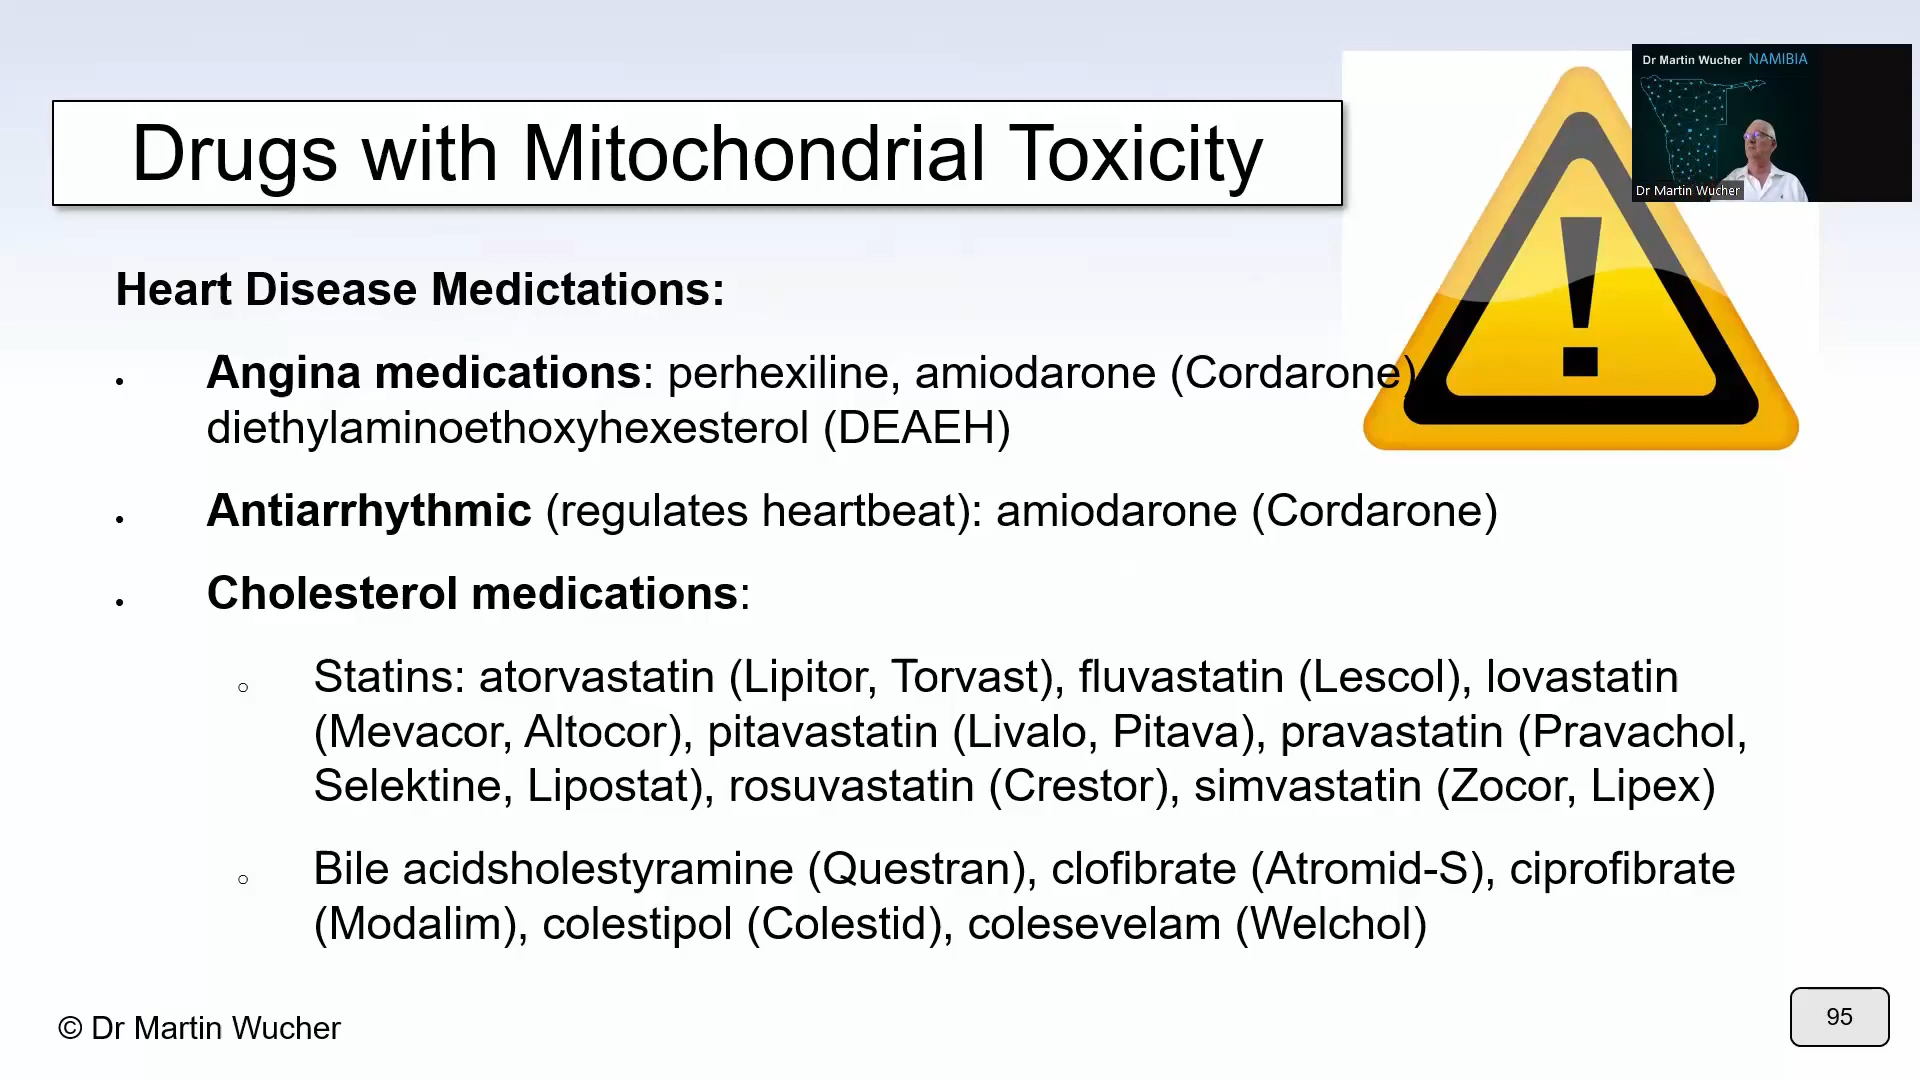 Dr Martin Wucher NAMIBIA
Dr Martin Wucher
Drugs with Mitochondrial Toxicity
Heart Disease Medictations:
• Angina medications: perhexiline, amiodarone (Cordarone)
diethylaminoethoxyhexesterol (DEAEH)
• Antiarrhythmic (regulates heartbeat): amiodarone (Cordarone)
• Cholesterol medications:
○ Statins: atorvastatin (Lipitor, Torvast), fluvastatin (Lescol), lovastatin
(Mevacor, Altocor), pitavastatin (Livalo, Pitava), pravastatin (Pravachol,
Selektine, Lipostat), rosuvastatin (Crestor), simvastatin (Zocor, Lipex)
○ Bile acidsholestyramine (Questran), clofibrate (Atromid-S), ciprofibrate
(Modalim), colestipol (Colestid), colesevelam (Welchol)
© Dr Martin Wucher
95